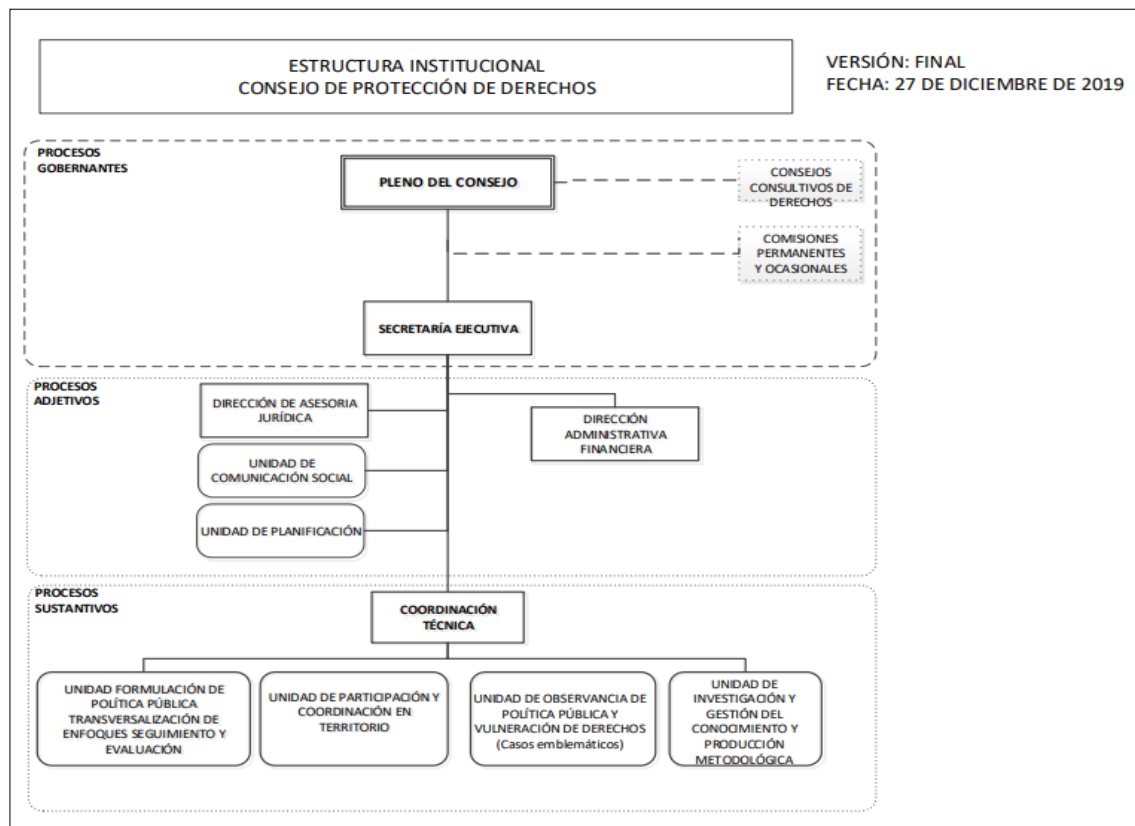 ESTRUCTURA INSTITUCIONAL
CONSEJO DE PROTECCIÓN DE DERECHOS
VERSIÓN: FINAL
FECHA: 27 DE DICIEMBRE DE 2019
PROCESOS
GOBERNANTES
PLENO DEL CONSEJO
CONSEJOS
CONSULTIVOS DE
DERECHOS
COMISIONES
PERMANENTES
Y OCASIONALES
SECRETARÍA EJECUTIVA
PROCESOS
ADJETIVOS
DIRECCIÓN DE ASESORIA
JURÍDICA
DIRECCIÓN
ADMINISTRATIVA
FINANCIERA
UNIDAD DE
COMUNICACIÓN SOCIAL
UNIDAD DE PLANIFICACIÓN
PROCESOS
SUSTANTIVOS
COORDINACIÓN
TÉCNICA
UNIDAD FORMULACIÓN DE
POLÍTICA PÚBLICA
TRANSVERSALIZACIÓN DE
ENFOQUES SEGUIMIENTO Y
EVALUACIÓN
UNIDAD DE PARTICIPACIÓN Y
COORDINACIÓN EN
TERRITORIO
UNIDAD DE OBSERVANCIA DE
POLÍTICA PÚBLICA Y
VULNERACIÓN DE DERECHOS
(Casos emblemáticos)
UNIDAD DE
INVESTIGACIÓN Y
GESTIÓN DEL
CONOCIMIENTO Y
PRODUCCIÓN
METODOLÓGICA